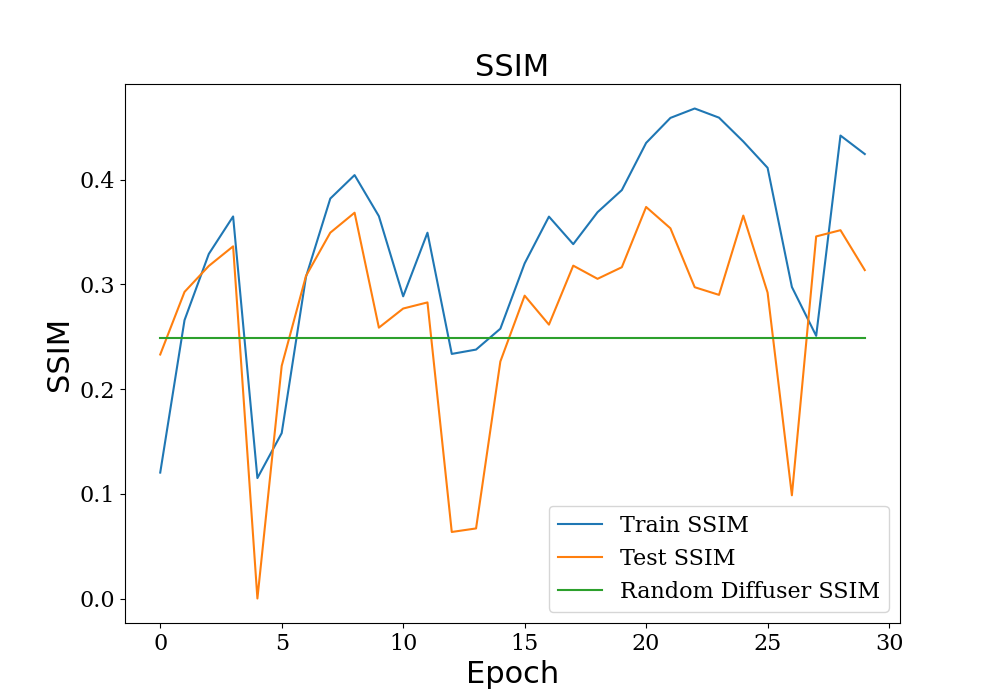 SSIM
SSIM
0.4
0.3
0.2
0.1
0.0
Train SSIM
Test SSIM
Random Diffuser SSIM
0 5 10 15 20 25 30
Epoch